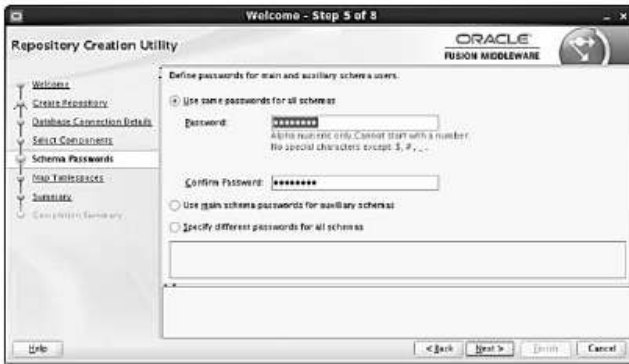 Welcome - Step 5 of 8
Repository Creation Utility
ORACLE
FUSION MIDDLEWARE
Welcome
Create Repository
Database Connection Details
Select Components
Schema Passwords
Map Tablespaces
Summary
Completion Summary
Define passwords for main and auxiliary schema users.
Use same passwords for all schemas
Password:
Alpha numeric only. Cannot start with a number.
No special characters except: $, #, _.
Confirm Password:
Use main schema passwords for auxiliary schemas
Specify different passwords for all schemas
Help
< Back
Next >
Finish
Cancel